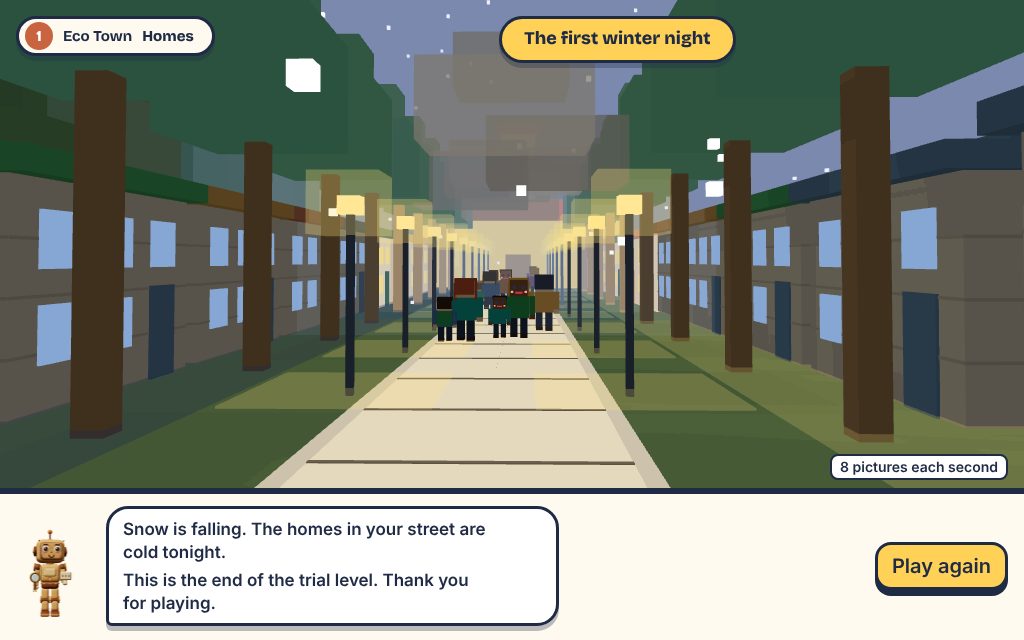 1 Eco Town Homes
The first winter night
8 pictures each second
Snow is falling. The homes in your street are
cold tonight.
This is the end of the trial level. Thank you
for playing.
Play again